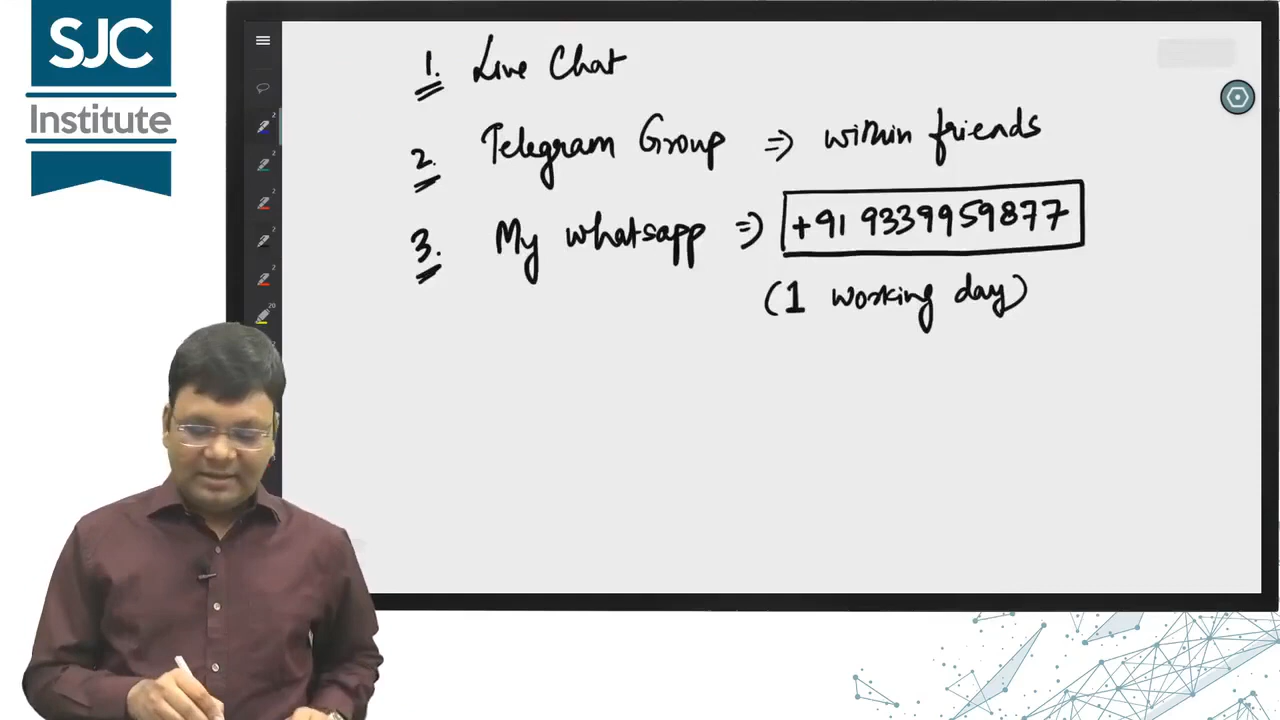 SJC
Institute
1. Live Chat
2. Telegram Group => within friends
3. My whatsapp => +91 9339959877
(1 working day)